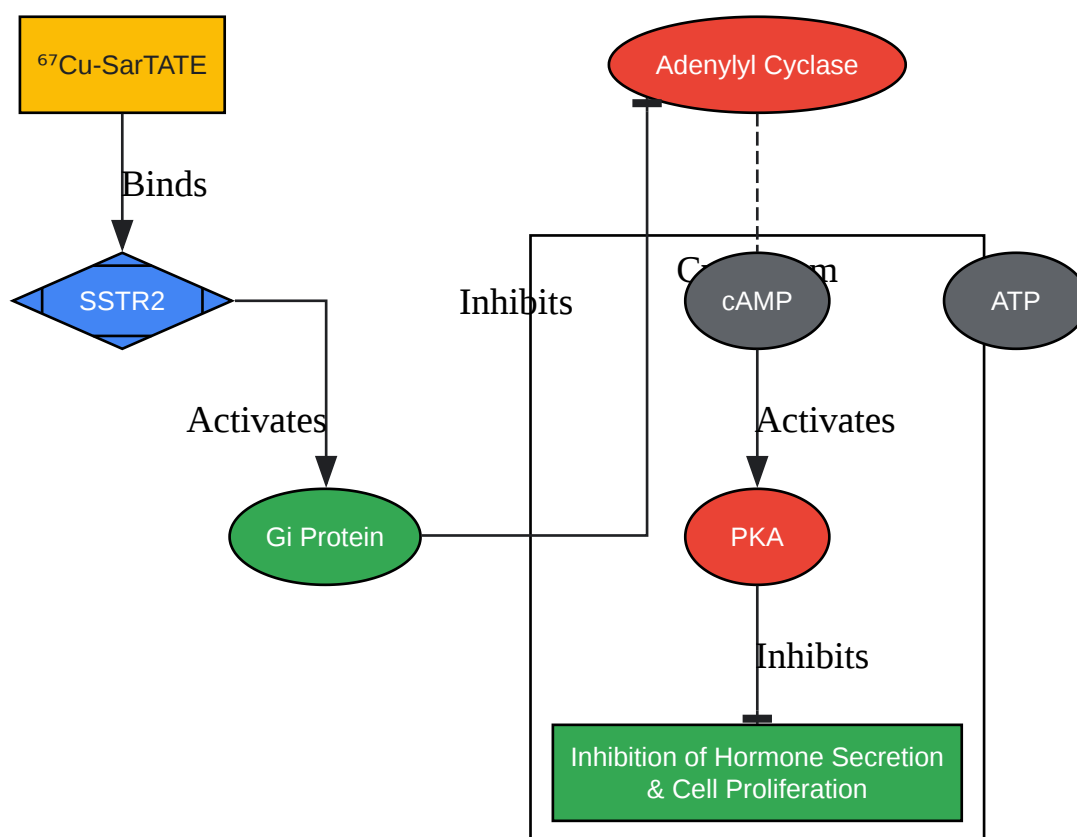 ⁶⁷Cu-SarTATE
Adenylyl Cyclase
Binds
SSTR2
Inhibits
cAMP
ATP
Activates
Activates
Gi Protein
PKA
Inhibits
Inhibition of Hormone Secretion
& Cell Proliferation